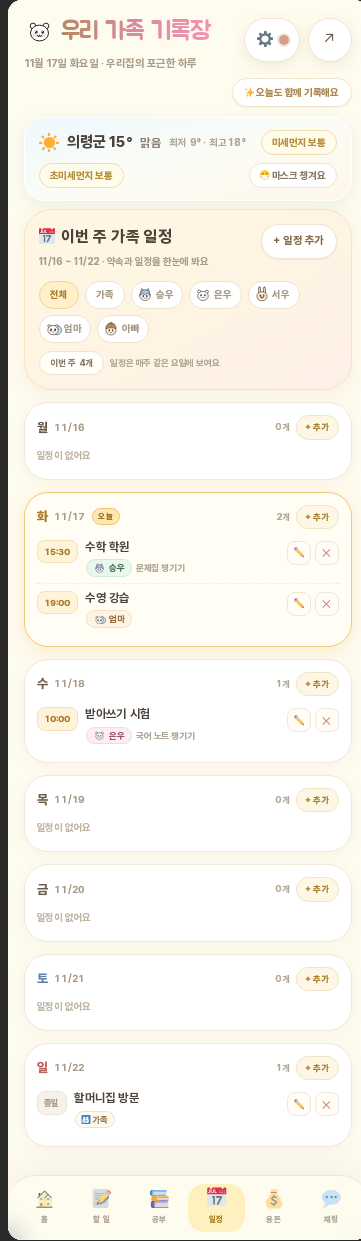 우리 가족 기록장
11월 17일 화요일 · 우리집의 포근한 하루
✨오늘도 함께 기록해요
의령군 15° 맑음 최저 9° · 최고 18° 미세먼지 보통
초미세먼지 보통 😷 마스크 챙겨요
이번 주 가족 일정 + 일정 추가
11/16 ~ 11/22 · 약속과 일정을 한눈에 봐요
전체 가족 승우 은우 서우
엄마 아빠
이번 주 4개 일정은 매주 같은 요일에 보여요
월 11/16 0개 + 추가
일정이 없어요
화 11/17 오늘 2개 + 추가
15:30 수학 학원
승우 문제집 챙기기
19:00 수영 강습
엄마
수 11/18 1개 + 추가
10:00 받아쓰기 시험
은우 국어 노트 챙기기
목 11/19 0개 + 추가
일정이 없어요
금 11/20 0개 + 추가
일정이 없어요
토 11/21 0개 + 추가
일정이 없어요
일 11/22 1개 + 추가
종일 할머니집 방문
가족
17
홈 할 일 공부 일정 용돈 채팅